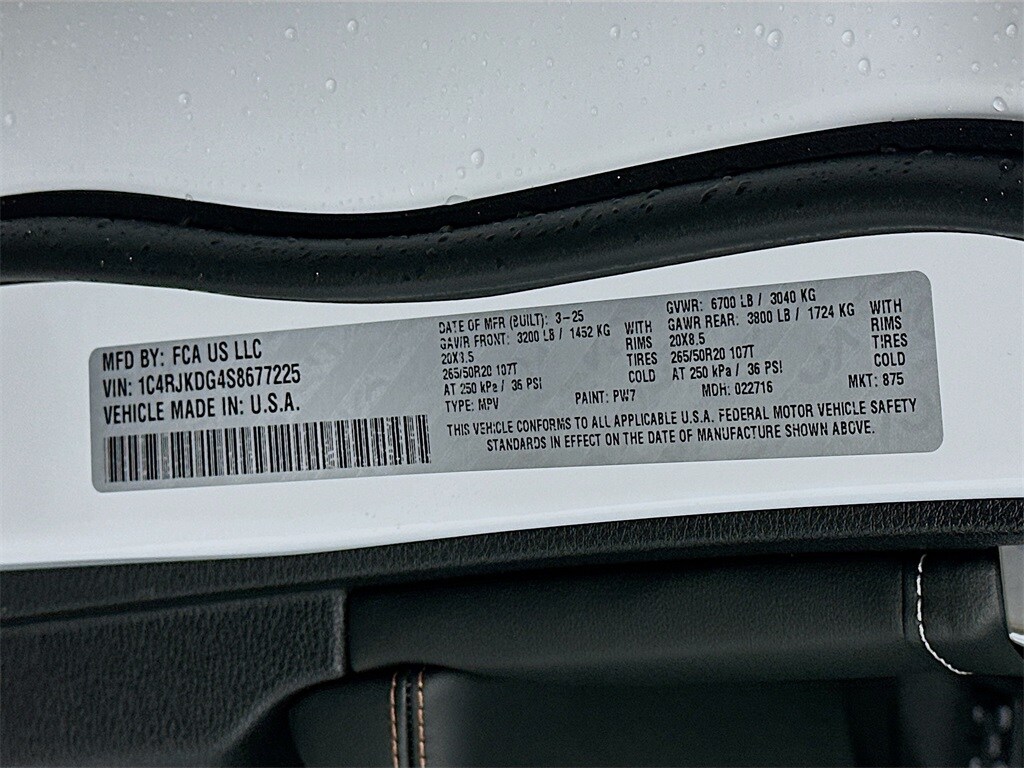 MFD BY: FCA US LLC
VIN: 1C4RJKDG4S8677225
VEHICLE MADE IN: U.S.A.
DATE OF MFR (BUILT): 3-25
GAWR FRONT: 3200 LB / 1452 KG
20X8.5
265/50R20 107T
AT 250 kPa / 36 PSI
WITH
RIMS
TIRES
COLD
TYPE: MPV
PAINT: PW7
GVWR: 6700 LB / 3040 KG
GAWR REAR: 3800 LB / 1724 KG
20X8.5
265/50R20 107T
AT 250 kPa / 36 PSI
WITH
RIMS
TIRES
COLD
MDH: 022716
MKT: 875
THIS VEHICLE CONFORMS TO ALL APPLICABLE U.S.A. FEDERAL MOTOR VEHICLE SAFETY
STANDARDS IN EFFECT ON THE DATE OF MANUFACTURE SHOWN ABOVE.